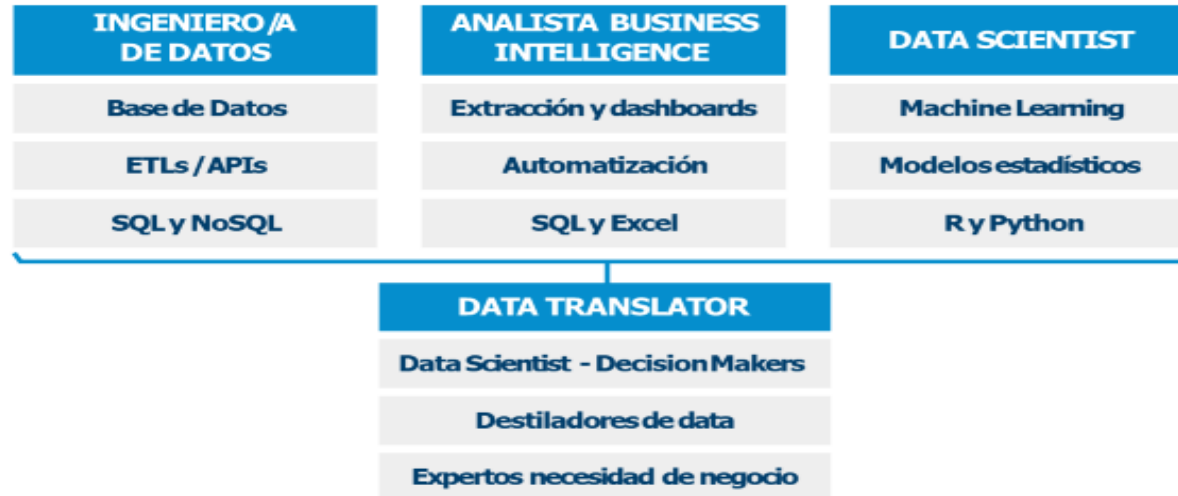 INGENIERO/A
DE DATOS
Base de Datos
ETLs / APIs
SQL y NoSQL
ANALISTA BUSINESS
INTELLIGENCE
Extracción y dashboards
Automatización
SQL y Excel
DATA SCIENTIST
Machine Learning
Modelos estadísticos
R y Python
DATA TRANSLATOR
Data Scientist - Decision Makers
Destiladores de data
Expertos necesidad de negocio